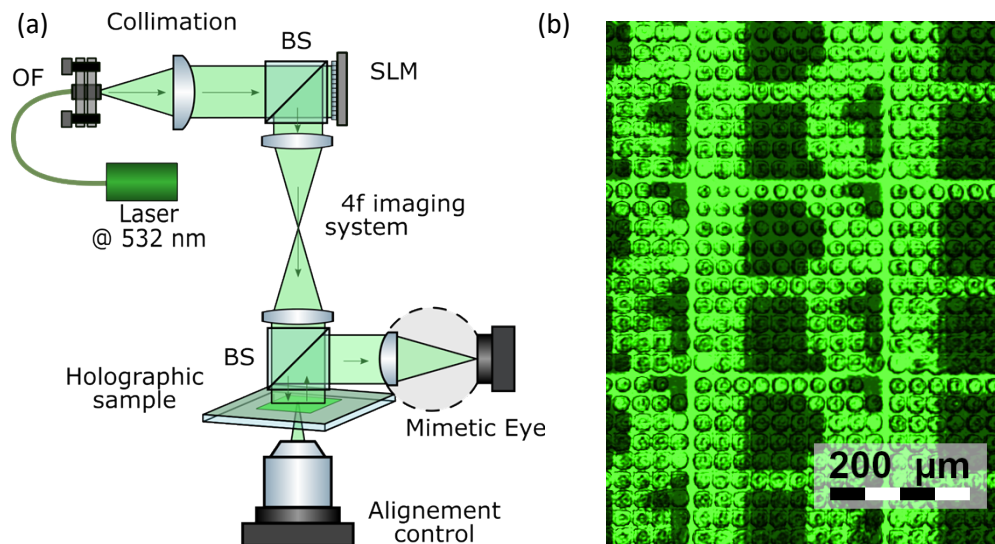 (a)
Collimation
BS
OF
SLM
Laser
@ 532 nm
4f imaging
system
BS
Holographic
sample
Mimetic Eye
Alignement
control
(b)
200 µm